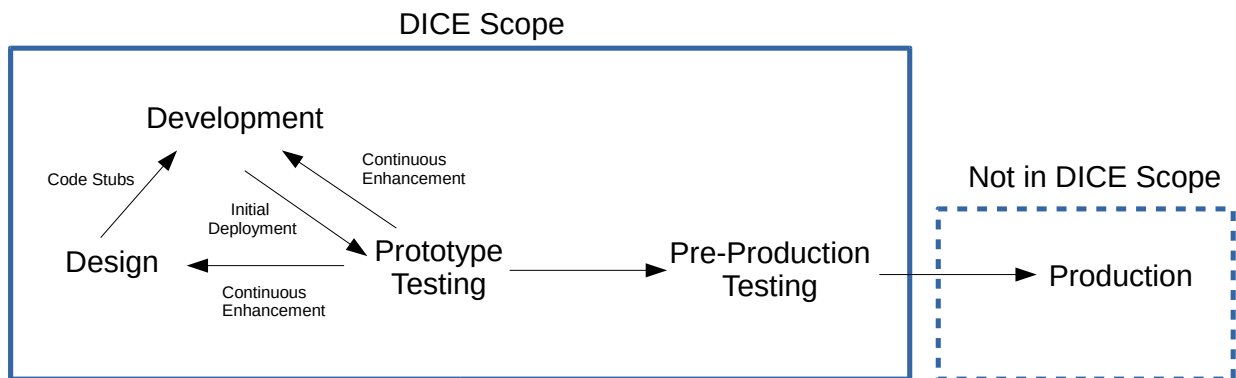 DICE Scope
Development
Code Stubs
Continuous
Enhancement
Initial
Deployment
Not in DICE Scope
Design
Prototype
Testing
Pre-Production
Testing
Production
Continuous
Enhancement